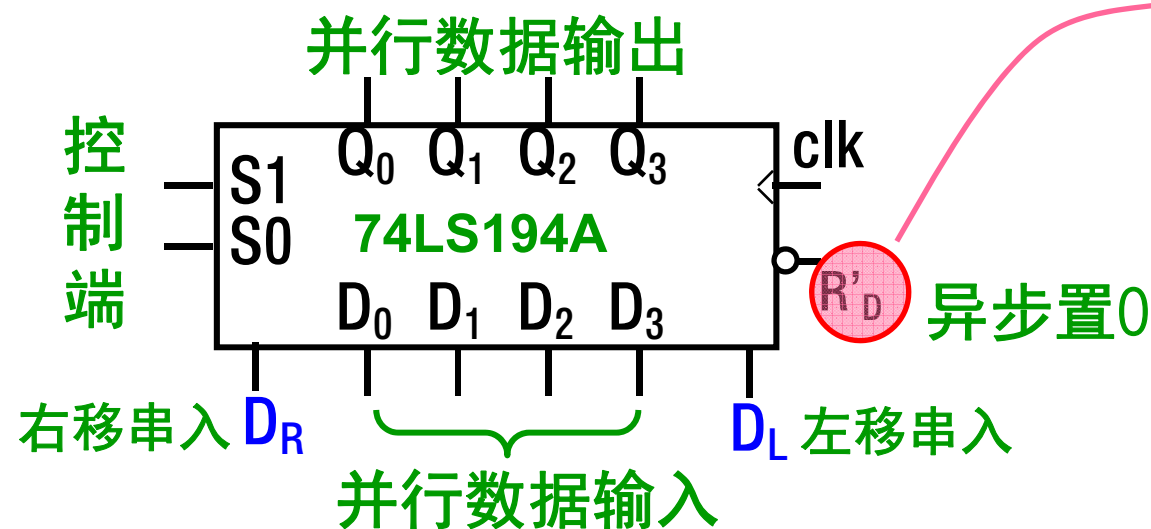 并行数据输出
控制端
Q0 Q1 Q2 Q3
clk
S1
S0
74LS194A
R'D
异步置0
D0 D1 D2 D3
右移串入 DR
DL 左移串入
并行数据输入